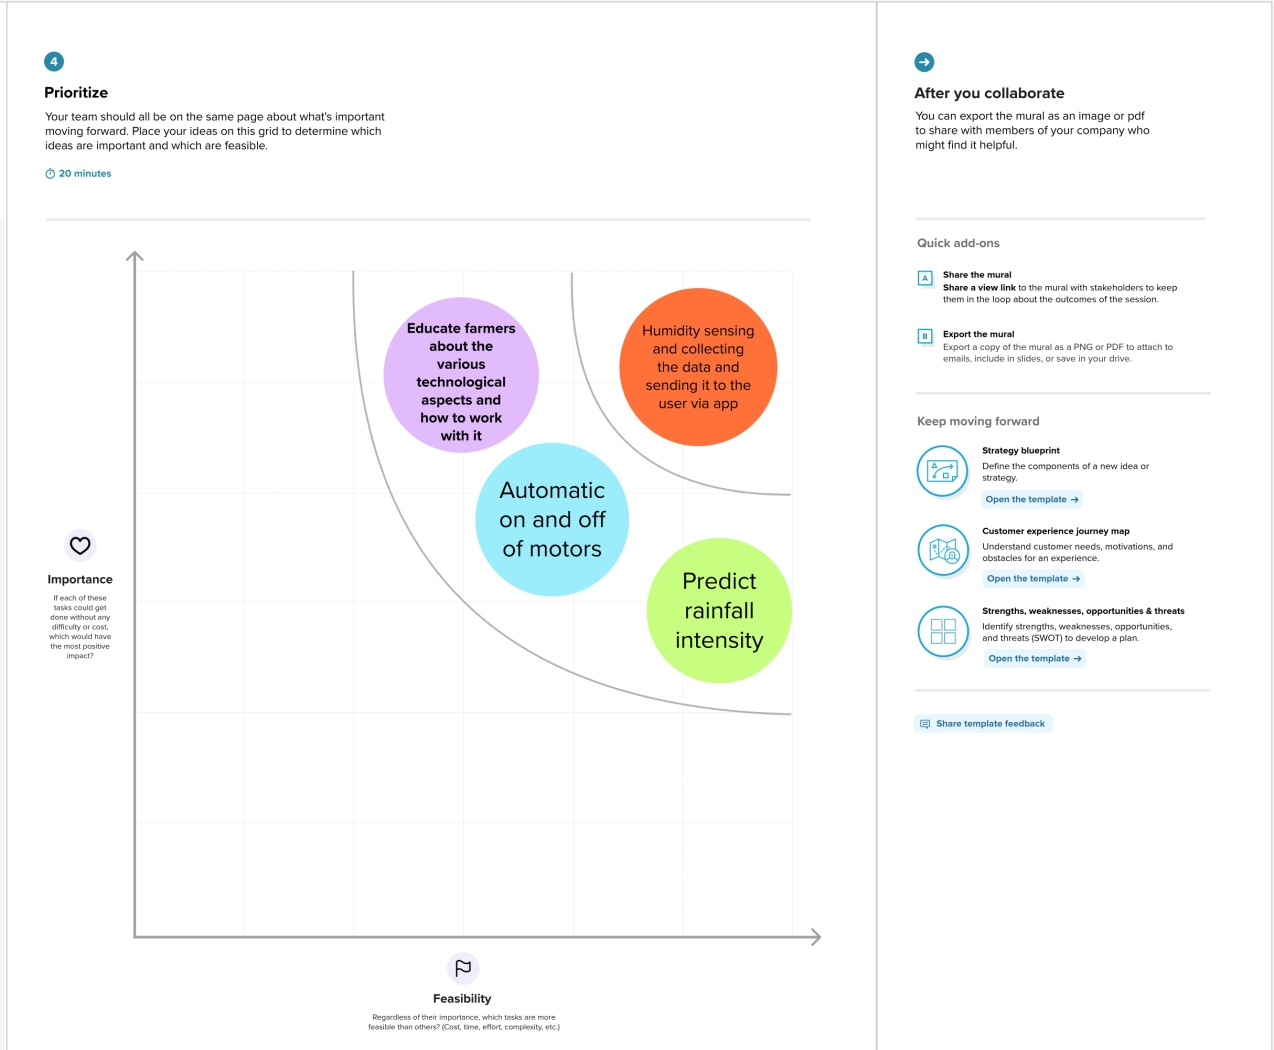 4
Prioritize
Your team should all be on the same page about what's important
moving forward. Place your ideas on this grid to determine which
ideas are important and which are feasible.
20 minutes
Educate farmers
about the
various
technological
aspects and
how to work
with it
Humidity sensing
and collecting
the data and
sending it to the
user via app
Automatic
on and off
of motors
Predict
rainfall
intensity
Importance
If each of these
tasks could get
done without any
difficulty or cost,
which would have
the most positive
impact?
Feasibility
Regardless of their importance, which tasks are more
feasible than others? (Cost, time, effort, complexity, etc.)
After you collaborate
You can export the mural as an image or pdf
to share with members of your company who
might find it helpful.
Quick add-ons
A
Share the mural
Share a view link to the mural with stakeholders to keep
them in the loop about the outcomes of the session.
B
Export the mural
Export a copy of the mural as a PNG or PDF to attach to
emails, include in slides, or save in your drive.
Keep moving forward
Strategy blueprint
Define the components of a new idea or
strategy.
Open the template →
Customer experience journey map
Understand customer needs, motivations, and
obstacles for an experience.
Open the template →
Strengths, weaknesses, opportunities & threats
Identify strengths, weaknesses, opportunities,
and threats (SWOT) to develop a plan.
Open the template →
Share template feedback